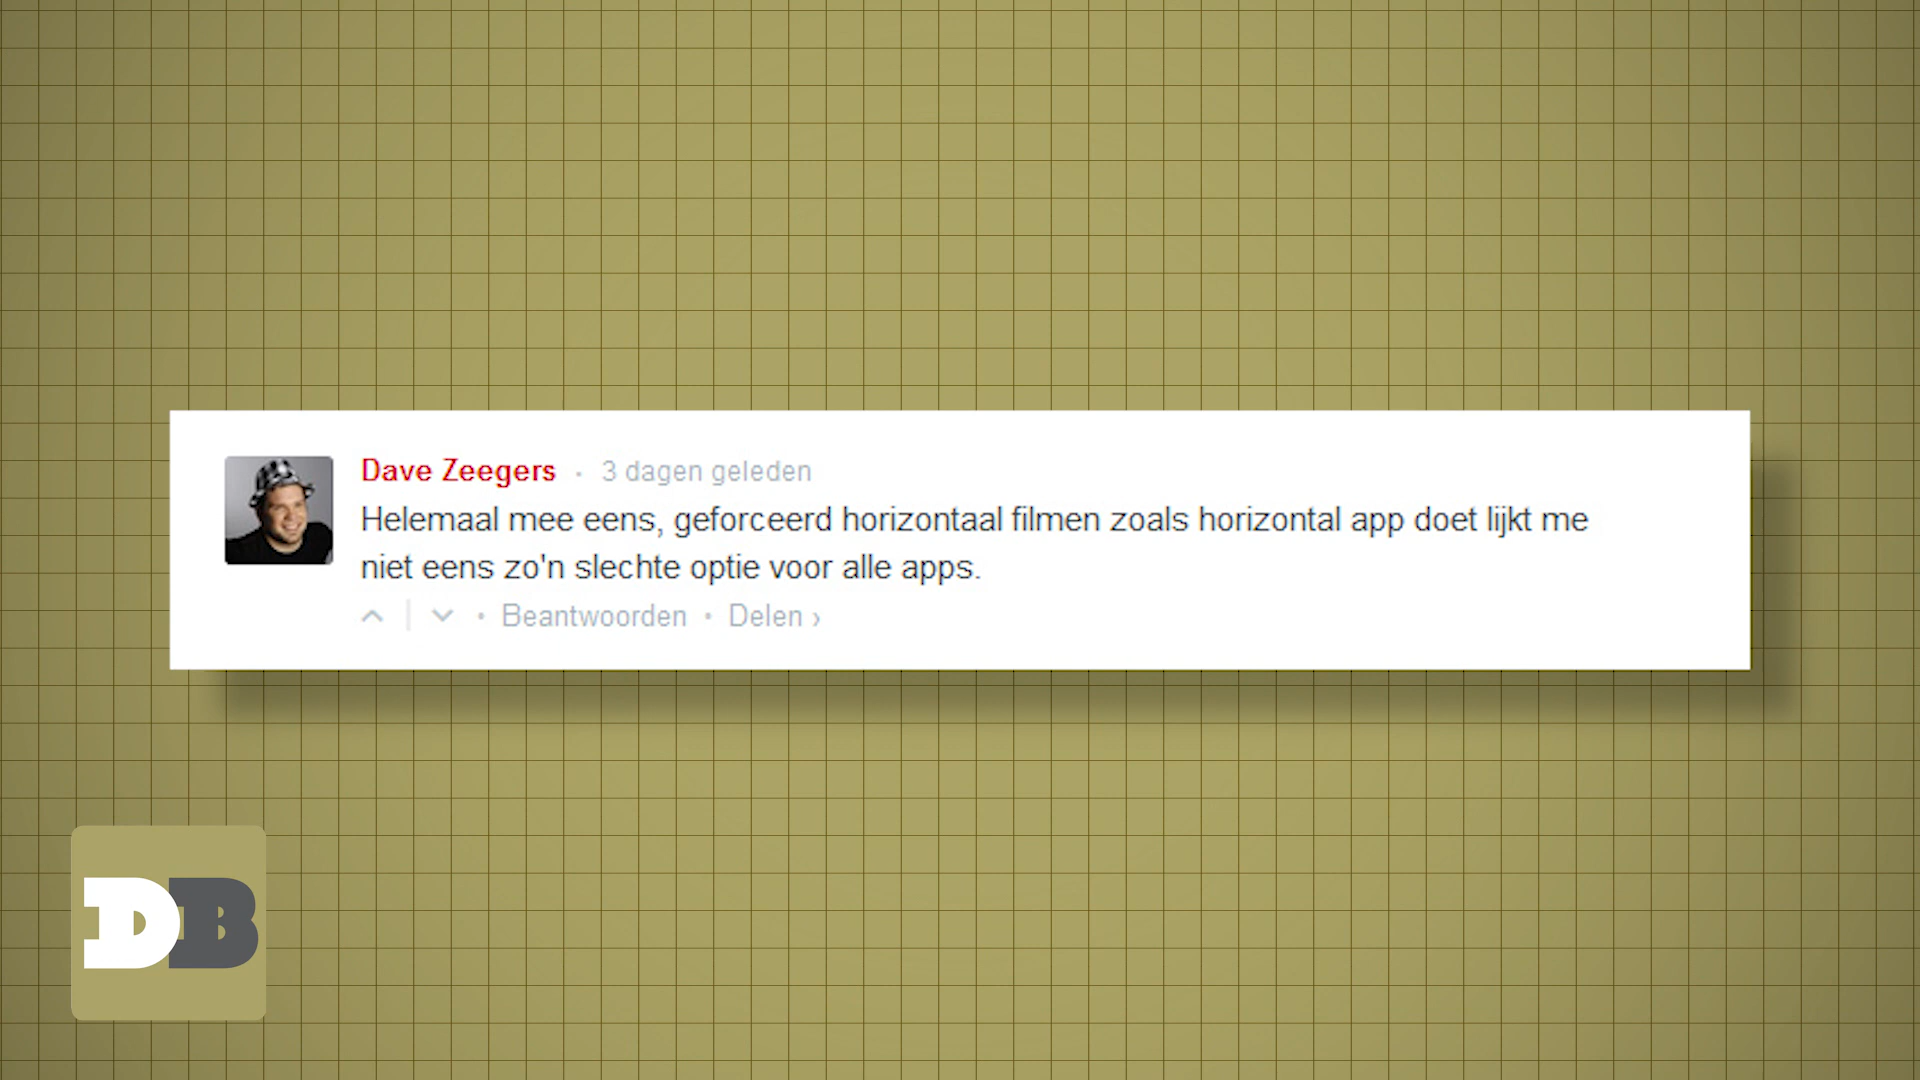 Dave Zeegers · 3 dagen geleden
Helemaal mee eens, geforceerd horizontaal filmen zoals horizontal app doet lijkt me
niet eens zo'n slechte optie voor alle apps.
• Beantwoorden • Delen ›
DB